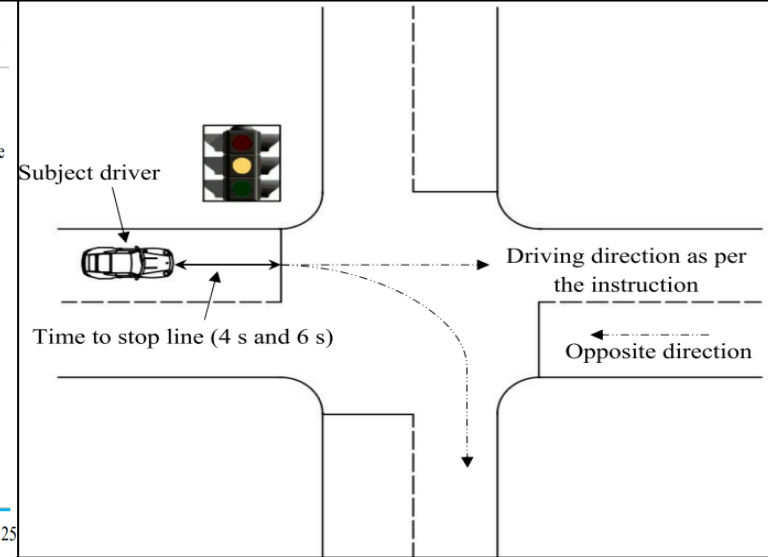 e
Subject driver
Driving direction as per
the instruction
Time to stop line (4 s and 6 s)
Opposite direction
25